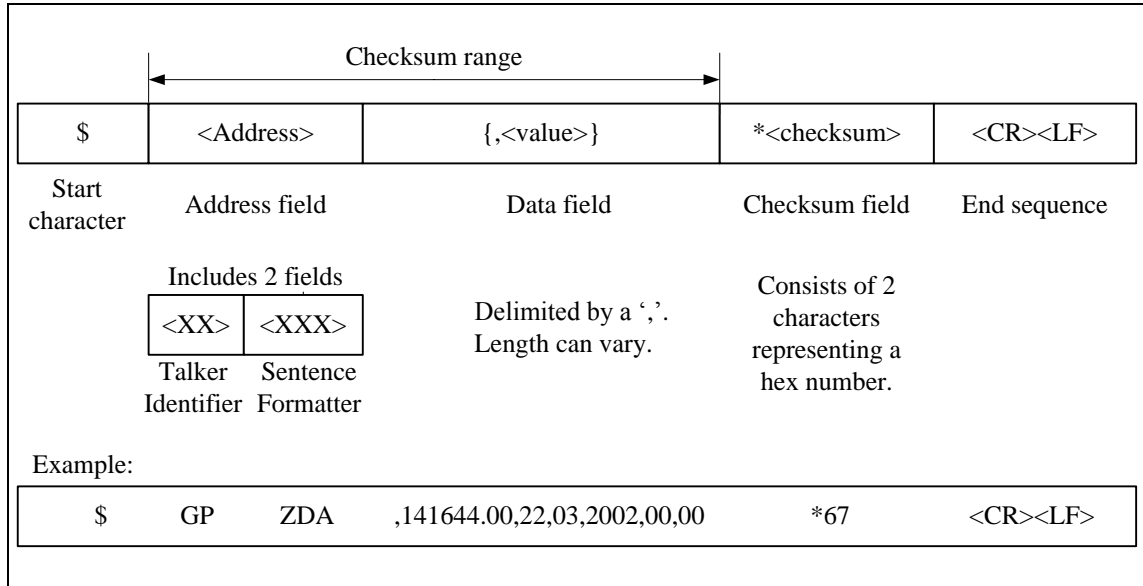 Checksum range
$ <Address> {,<value>} *<checksum> <CR><LF>
Start
character
Address field
Data field
Checksum field
End sequence
Includes 2 fields
<XX> <XXX>
Talker
Identifier
Sentence
Formatter
Delimited by a ‘,’.
Length can vary.
Consists of 2
characters
representing a
hex number.
Example:
$ GP ZDA ,141644.00,22,03,2002,00,00 *67 <CR><LF>